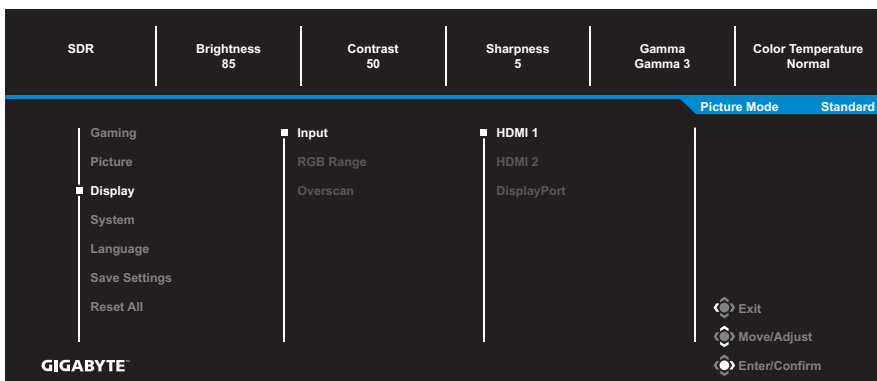 SDR
Brightness
85
Contrast
50
Sharpness
5
Gamma
Gamma 3
Color Temperature
Normal
Picture Mode Standard
Gaming
Picture
Display
System
Language
Save Settings
Reset All
Input
RGB Range
Overscan
HDMI 1
HDMI 2
DisplayPort
Exit
Move/Adjust
Enter/Confirm
GIGABYTE™